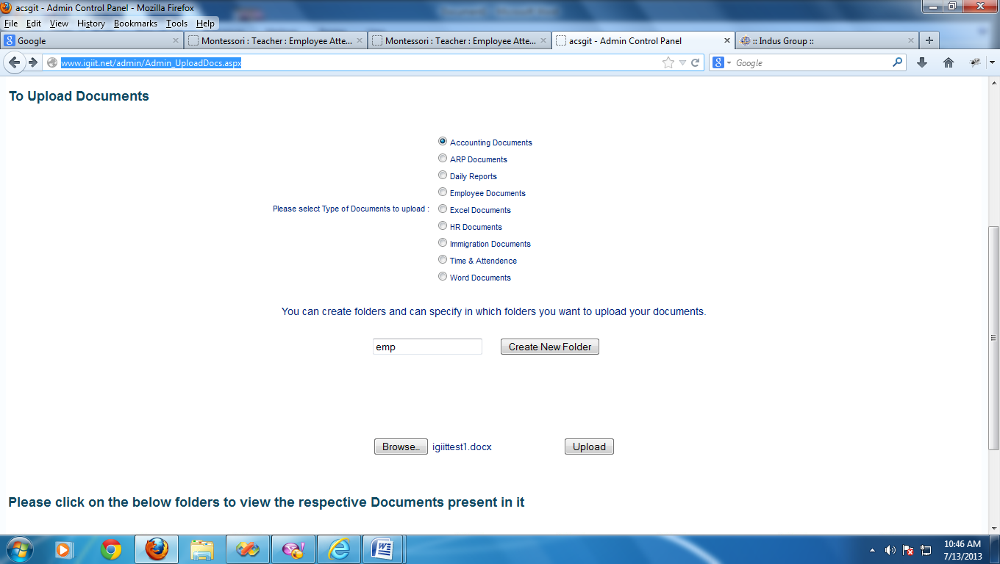 acsgit - Admin Control Panel - Mozilla Firefox
File Edit View History Bookmarks Tools Help
Google
Montessori : Teacher : Employee Atte...
Montessori : Teacher : Employee Atte...
acsgit - Admin Control Panel
:: Indus Group ::
www.igiit.net/admin/Admin_UploadDocs.aspx
Google
To Upload Documents
Accounting Documents
ARP Documents
Daily Reports
Employee Documents
Please select Type of Documents to upload :
Excel Documents
HR Documents
Immigration Documents
Time & Attendence
Word Documents
You can create folders and can specify in which folders you want to upload your documents.
emp
Create New Folder
Browse_ igiittest1.docx
Upload
Please click on the below folders to view the respective Documents present in it
10:46 AM
7/13/2013